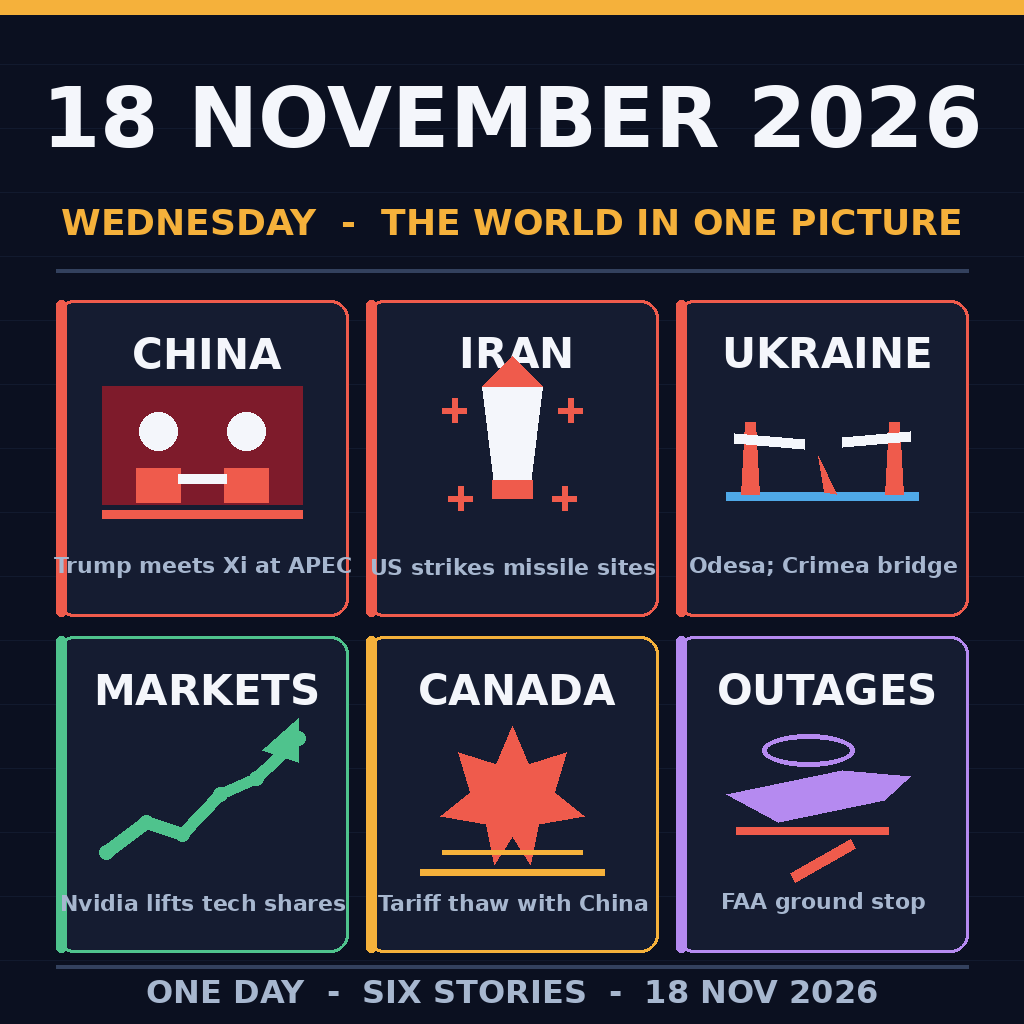 18 NOVEMBER 2026
WEDNESDAY - THE WORLD IN ONE PICTURE
CHINA
Trump meets Xi at APEC
IRAN
US strikes missile sites
UKRAINE
Odesa; Crimea bridge
MARKETS
Nvidia lifts tech shares
CANADA
Tariff thaw with China
OUTAGES
FAA ground stop
ONE DAY - SIX STORIES - 18 NOV 2026